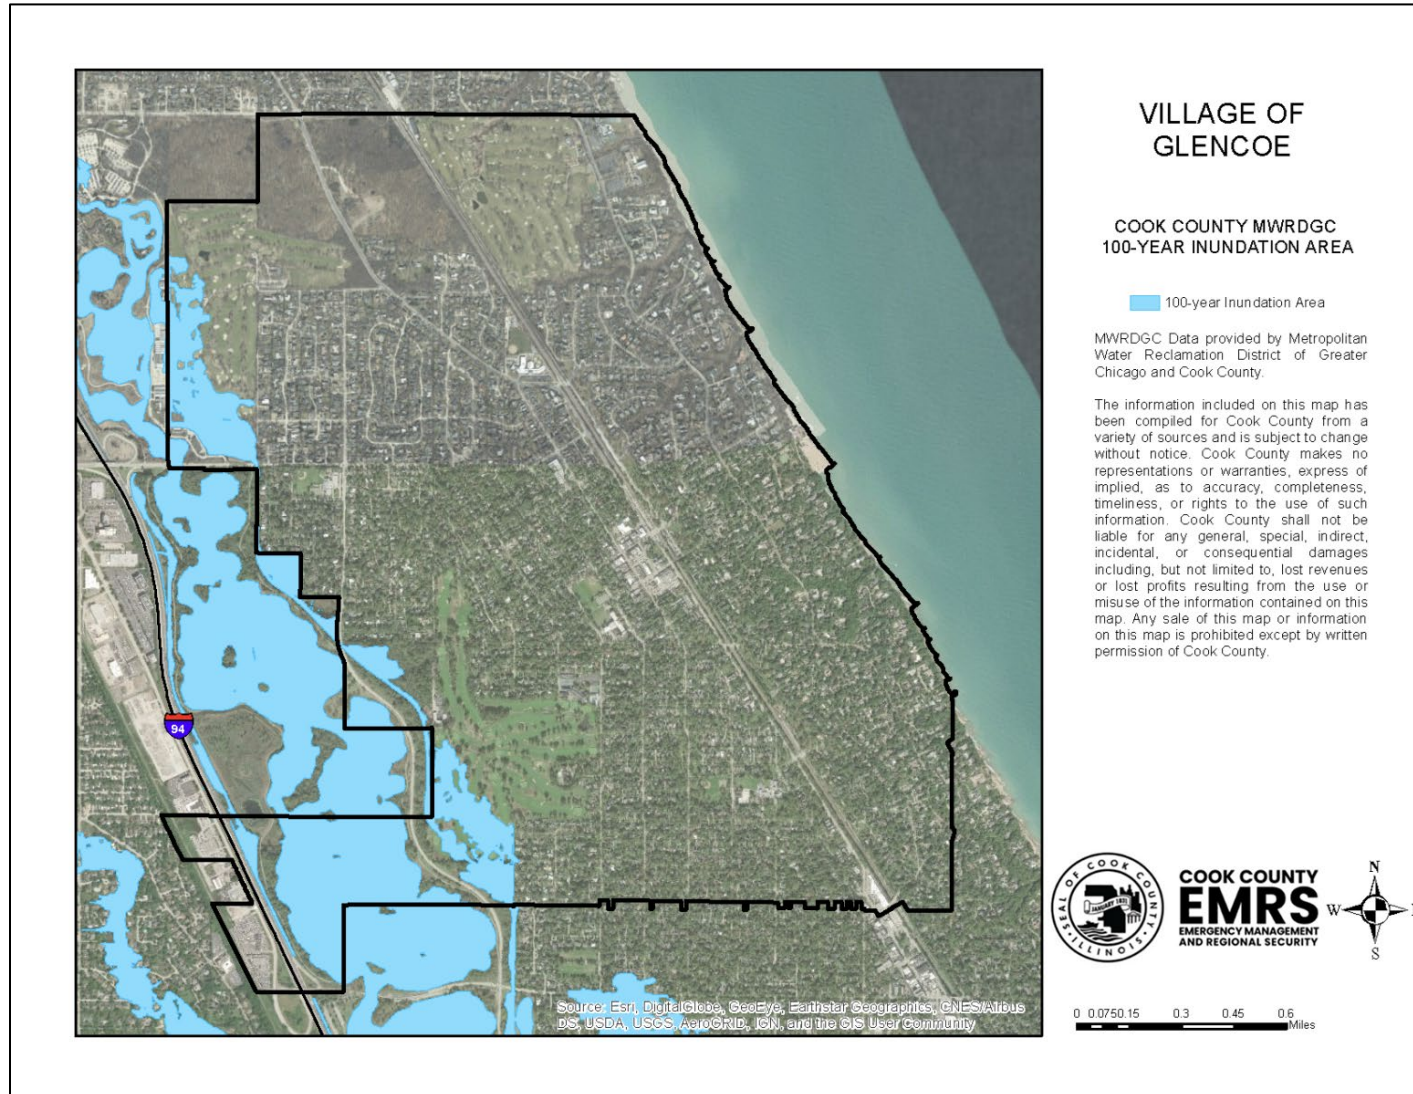 VILLAGE OF
GLENCOE
COOK COUNTY MWRDGC
100-YEAR INUNDATION AREA
100-year Inundation Area
MWRDGC Data provided by Metropolitan
Water Reclamation District of Greater
Chicago and Cook County.
The information included on this map has
been compiled for Cook County from a
variety of sources and is subject to change
without notice. Cook County makes no
representations or warranties, express of
implied, as to accuracy, completeness,
timeliness, or rights to the use of such
information. Cook County shall not be
liable for any general, special, indirect,
incidental, or consequential damages
including, but not limited to, lost revenues
or lost profits resulting from the use or
misuse of the information contained on this
map. Any sale of this map or information
on this map is prohibited except by written
permission of Cook County.
94
SEAL OF COOK COUNTY
JANUARY 1831
ILLINOIS
COOK COUNTY
EMRS
EMERGENCY MANAGEMENT
AND REGIONAL SECURITY
N
W
S
Source: Esri, DigitalGlobe, GeoEye, Earthstar Geographics, CNES/Airbus
DS, USDA, USGS, AeroGRID, IGN, and the GIS User Community
0 0.075 0.15 0.3 0.45 0.6
Miles